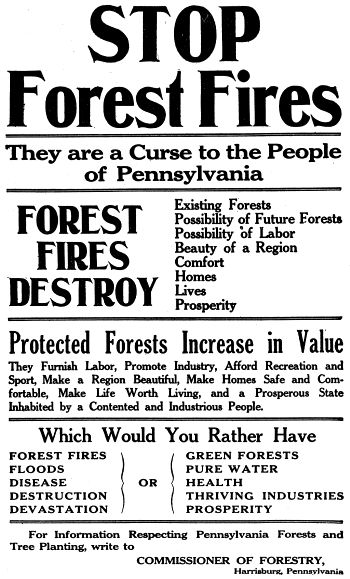 STOP
Forest Fires
They are a Curse to the People
of Pennsylvania
FOREST
FIRES
DESTROY
Existing Forests
Possibility of Future Forests
Possibility of Labor
Beauty of a Region
Comfort
Homes
Lives
Prosperity
Protected Forests Increase in Value
They Furnish Labor, Promote Industry, Afford Recreation and
Sport, Make a Region Beautiful, Make Homes Safe and Com-
fortable, Make Life Worth Living, and a Prosperous State
Inhabited by a Contented and Industrious People.
Which Would You Rather Have
FOREST FIRES
FLOODS
DISEASE
DESTRUCTION
DEVASTATION
OR
GREEN FORESTS
PURE WATER
HEALTH
THRIVING INDUSTRIES
PROSPERITY
For Information Respecting Pennsylvania Forests and
Tree Planting, write to
COMMISSIONER OF FORESTRY,
Harrisburg, Pennsylvania